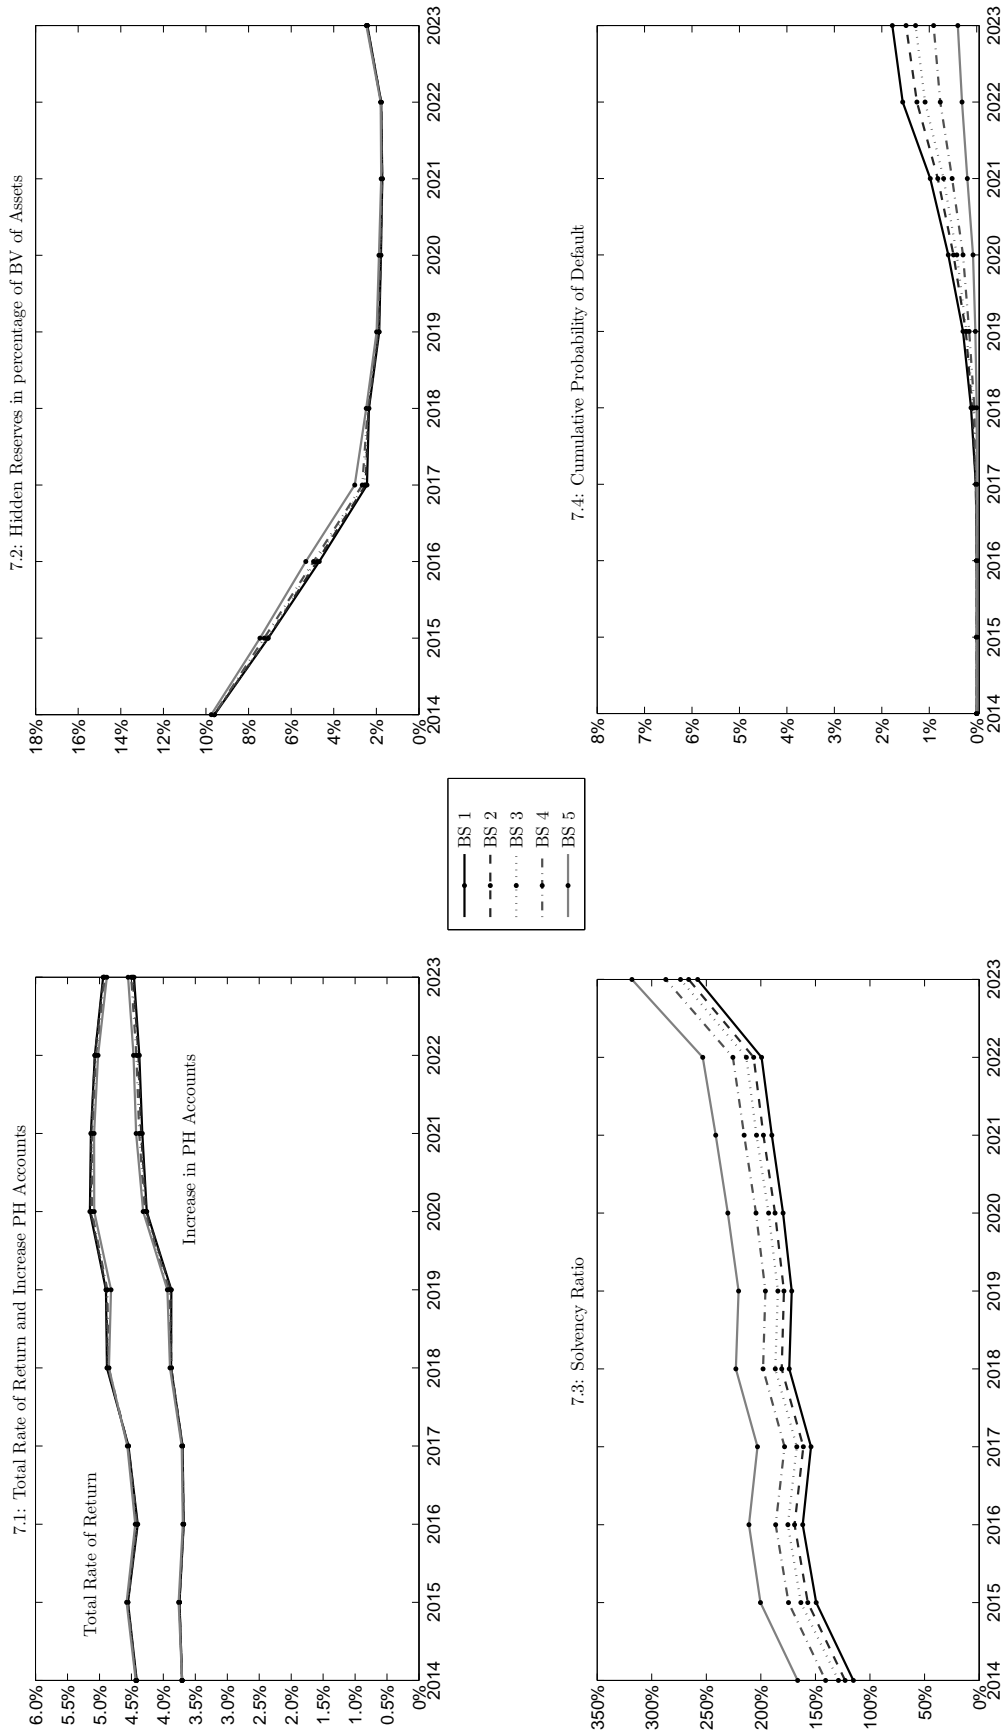 7.1: Total Rate of Return and Increase PH Accounts
6.0%
5.5%
5.0%
4.5%
4.0%
3.5%
3.0%
2.5%
2.0%
1.5%
1.0%
0.5%
0.0%
Total Rate of Return
Increase in PH Accounts
2014 2015 2016 2017 2018 2019 2020 2021 2022 2023
7.2: Hidden Reserves in percentage of BV of Assets
18%
16%
14%
12%
10%
8%
6%
4%
2%
0%
2014 2015 2016 2017 2018 2019 2020 2021 2022 2023
BS 1
BS 2
BS 3
BS 4
BS 5
7.3: Solvency Ratio
350%
300%
250%
200%
150%
100%
50%
0%
2014 2015 2016 2017 2018 2019 2020 2021 2022 2023
7.4: Cumulative Probability of Default
8%
7%
6%
5%
4%
3%
2%
1%
0%
2014 2015 2016 2017 2018 2019 2020 2021 2022 2023